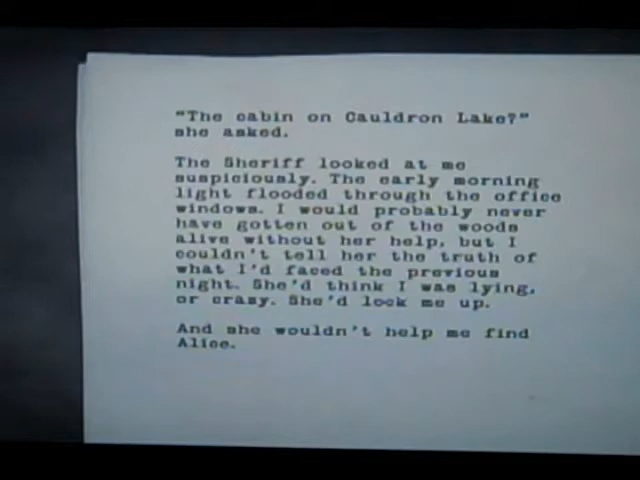 "The cabin on Cauldron Lake?"
she asked.
The Sheriff looked at me
suspiciously. The early morning
light flooded through the office
windows. I would probably never
have gotten out of the woods
alive without her help, but I
couldn't tell her the truth of
what I'd faced the previous
night. She'd think I was lying,
or crazy. She'd lock me up.
And she wouldn't help me find
Alice.